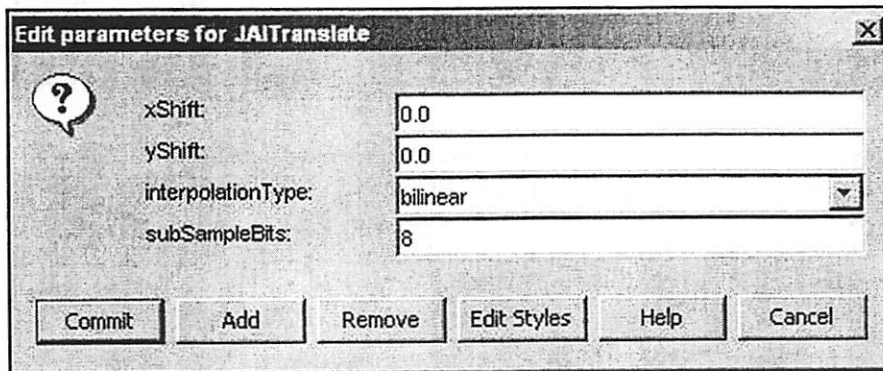 Edit parameters for JAITranslate
xShift: 0.0
yShift: 0.0
interpolationType: bilinear
subSampleBits: 8
Commit Add Remove Edit Styles Help Cancel